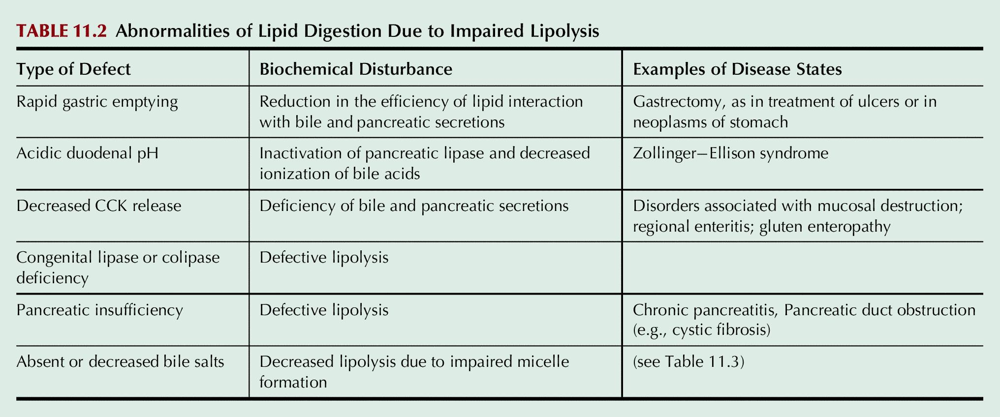 TABLE 11.2 Abnormalities of Lipid Digestion Due to Impaired Lipolysis
Type of Defect
Biochemical Disturbance
Examples of Disease States
Rapid gastric emptying
Reduction in the efficiency of lipid interaction
with bile and pancreatic secretions
Gastrectomy, as in treatment of ulcers or in
neoplasms of stomach
Acidic duodenal pH
Inactivation of pancreatic lipase and decreased
ionization of bile acids
Zollinger–Ellison syndrome
Decreased CCK release
Deficiency of bile and pancreatic secretions
Disorders associated with mucosal destruction;
regional enteritis; gluten enteropathy
Congenital lipase or colipase
deficiency
Defective lipolysis
Pancreatic insufficiency
Defective lipolysis
Chronic pancreatitis, Pancreatic duct obstruction
(e.g., cystic fibrosis)
Absent or decreased bile salts
Decreased lipolysis due to impaired micelle
formation
(see Table 11.3)